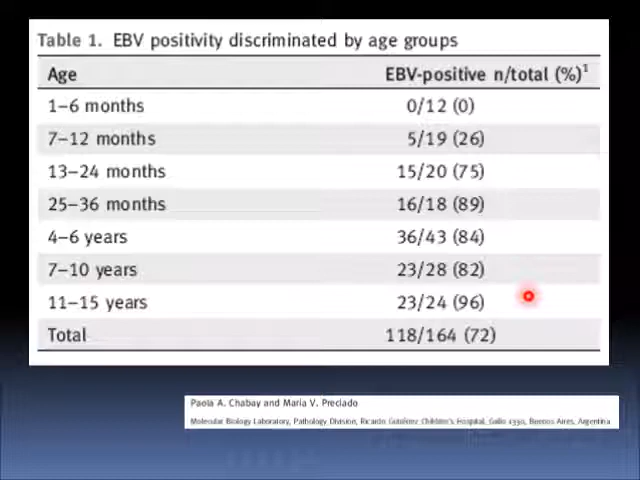 Table 1. EBV positivity discriminated by age groups
Age EBV-positive n/total (%)1
1–6 months 0/12 (0)
7–12 months 5/19 (26)
13–24 months 15/20 (75)
25–36 months 16/18 (89)
4–6 years 36/43 (84)
7–10 years 23/28 (82)
11–15 years 23/24 (96)
Total 118/164 (72)
Paola A. Chabay and María V. Preciado
Molecular Biology Laboratory, Pathology Division, Ricardo Gutiérrez Children's Hospital, Gallo 1330, Buenos Aires, Argentina